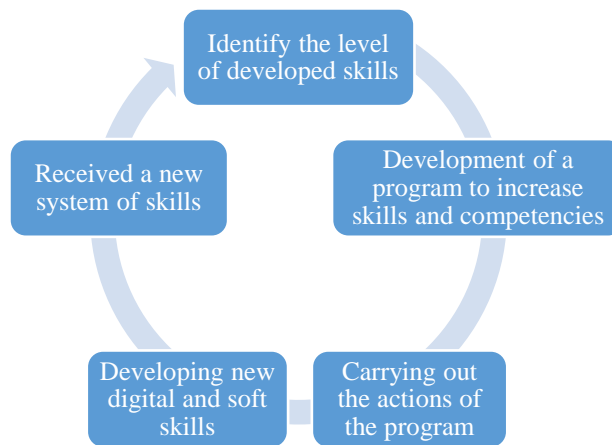 Identify the level
of developed skills
Development of a
program to increase
skills and competencies
Carrying out
the actions of
the program
Developing new
digital and soft
skills
Received a new
system of skills